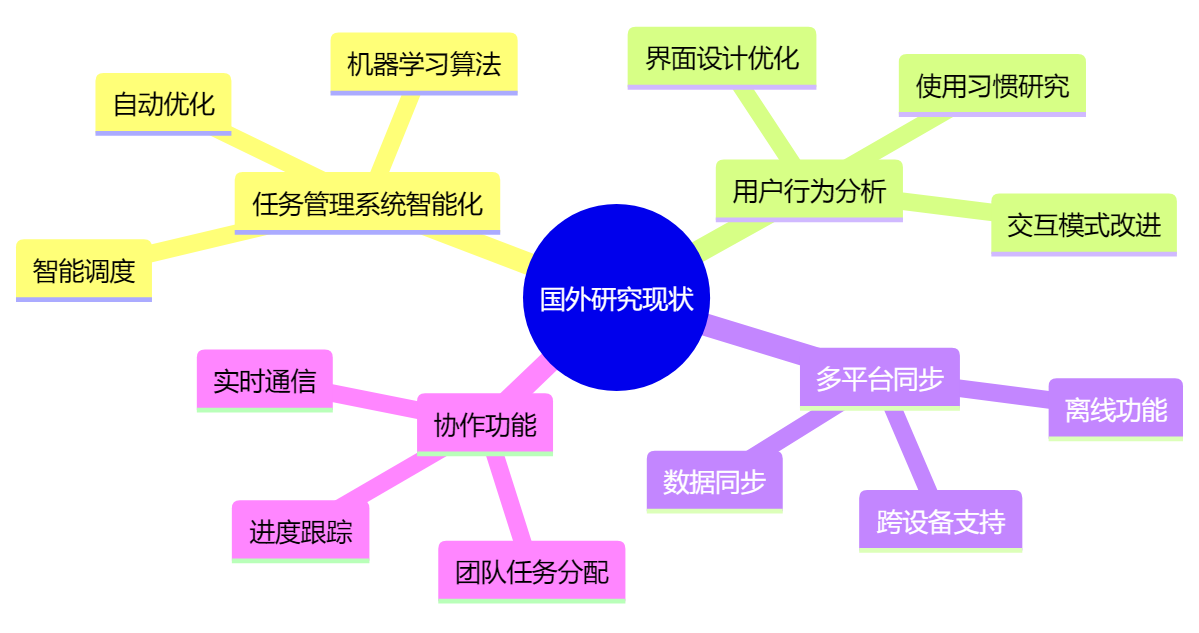 国外研究现状
任务管理系统智能化
机器学习算法
自动优化
智能调度
用户行为分析
界面设计优化
使用习惯研究
交互模式改进
协作功能
实时通信
进度跟踪
团队任务分配
多平台同步
数据同步
跨设备支持
离线功能